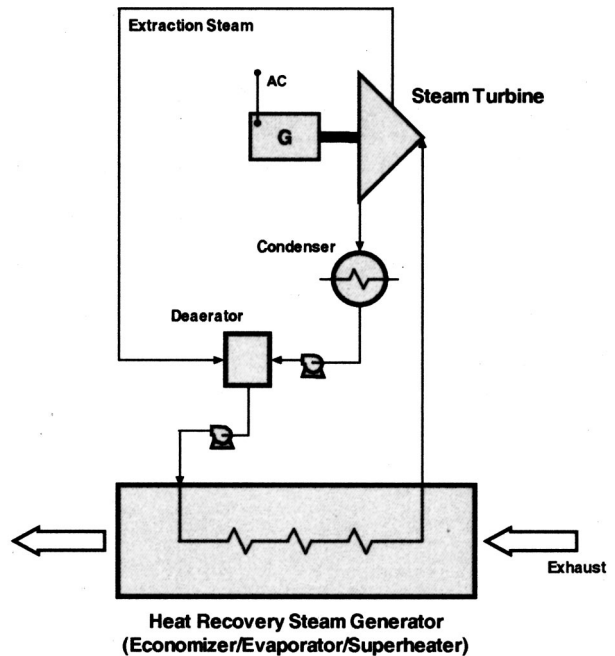 Extraction Steam
AC
Steam Turbine
G
Condenser
Deaerator
Exhaust
Heat Recovery Steam Generator
(Economizer/Evaporator/Superheater)